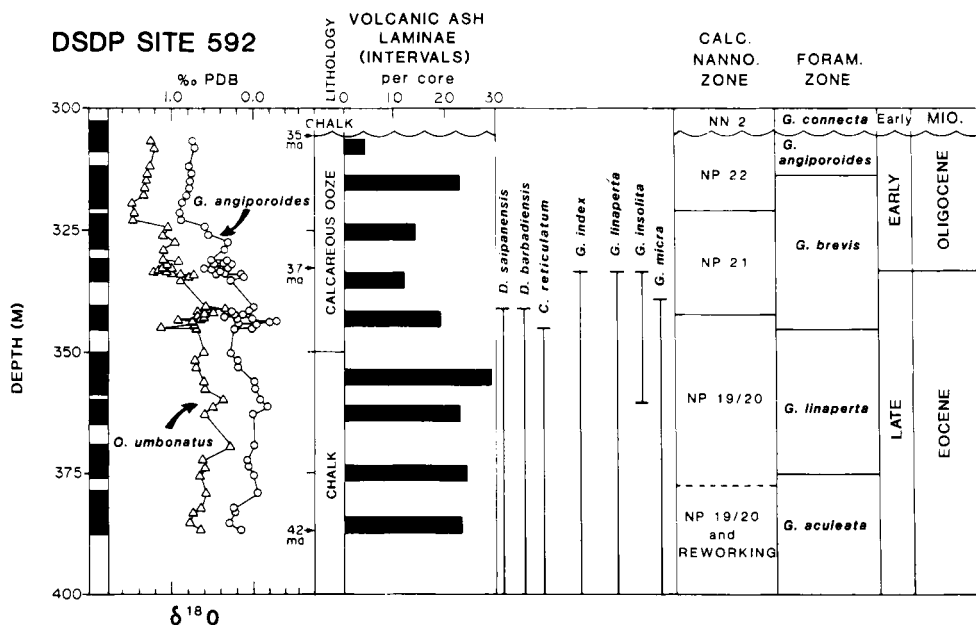 DSDP SITE 592
‰ PDB
1.0 0.0
LITHOLOGY
VOLCANIC ASH
LAMINAE
(INTERVALS)
per core
0 10 20 30
CALC.
NANNO.
ZONE
FORAM.
ZONE
DEPTH (M)
300
325
350
375
400
G. angiporoides
O. umbonatus
δ 18 O
CHALK
35
ma
CALCAREOUS OOZE
37
ma
CHALK
42
ma
D. saipanensis
D. barbadiensis
C. reticulatum
G. index
G. linaperta
G. insolita
G. micra
NN 2
NP 22
NP 21
NP 19/20
NP 19/20
and
REWORKING
G. connecta
G.
angiporoides
G. brevis
G. linaperta
G. aculeata
Early
EARLY
LATE
MIO.
OLIGOCENE
EOCENE